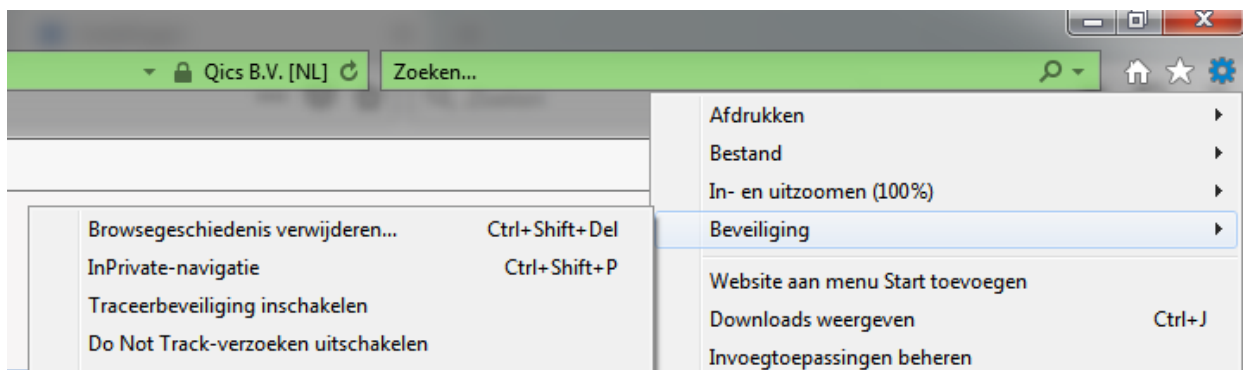 Qics B.V. [NL]
Zoeken...
Afdrukken
Bestand
In- en uitzoomen (100%)
Beveiliging
Website aan menu Start toevoegen
Downloads weergeven Ctrl+J
Invoegtoepassingen beheren
Browsegeschiedenis verwijderen... Ctrl+Shift+Del
InPrivate-navigatie Ctrl+Shift+P
Traceerbeveiliging inschakelen
Do Not Track-verzoeken uitschakelen